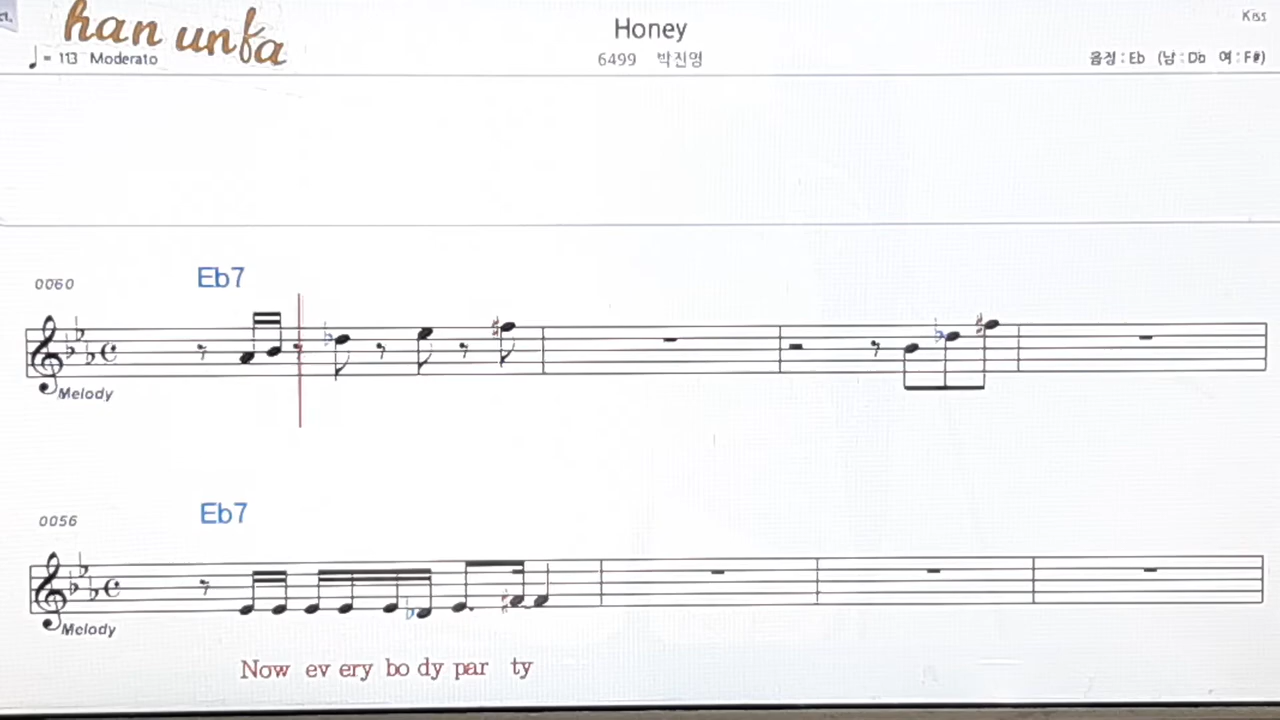 han unfa
Honey
Kiss
♩ = 113 Moderato
6499 박진영
음정 : Eb (남 : Db 여 : F#)
0060
Eb7
Melody
0056
Eb7
Melody
Now ev ery bo dy par ty